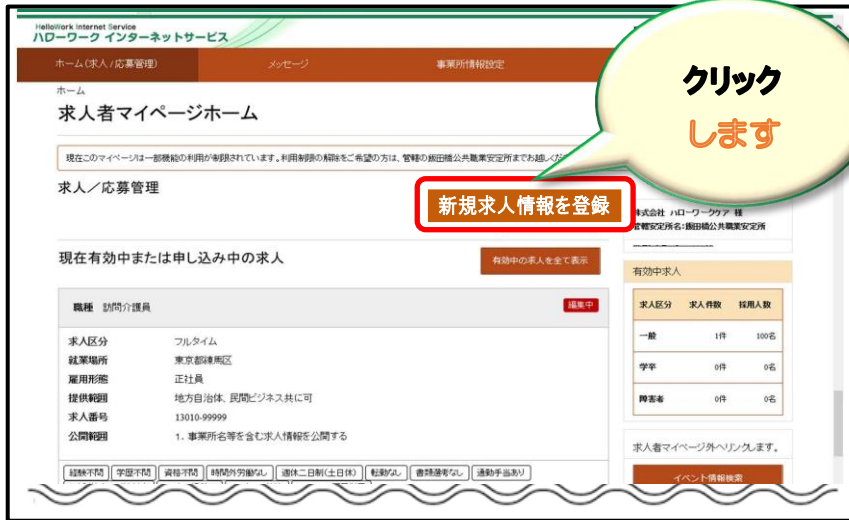 HelloWork Internet Service
ハローワーク インターネットサービス
クリック
します
ホーム(求人/応募管理)
メッセージ
事業所情報設定
ホーム
求人者マイページホーム
現在このマイページは一部機能の利用が制限されています。利用制限の解除をご希望の方は、管轄の飯田橋公共職業安定所までお越しくだ
求人／応募管理
新規求人情報を登録
株式会社 ハローワークケア 様
管轄安定所名:飯田橋公共職業安定所
現在有効中または申し込み中の求人
有効中の求人を全て表示
有効中求人
職種 訪問介護員
編集中
求人区分 求人件数 採用人数
一般 1件 100名
学卒 0件 0名
障害者 0件 0名
求人区分 フルタイム
就業場所 東京都練馬区
雇用形態 正社員
提供範囲 地方自治体、民間ビジネス共に可
求人番号 13010-99999
公開範囲 1. 事業所名等を含む求人情報を公開する
求人者マイページ外へリンクします。
経験不問 学歴不問 資格不問 時間外労働なし 週休二日制(土日休) 転勤なし 書類選考なし 通勤手当あり
イベント情報検索